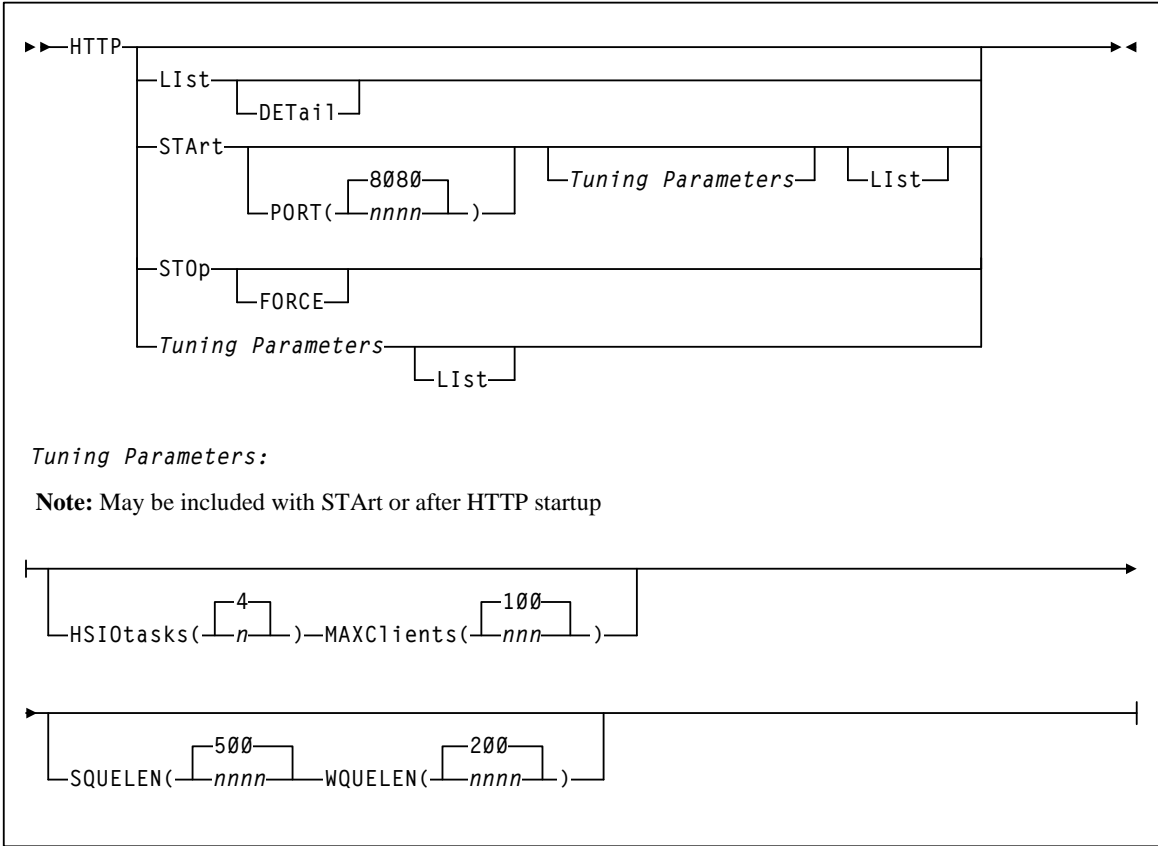 HTTP
LIst
DETail
STArt
8080
Tuning Parameters
LIst
PORT( nnnn )
STOp
FORCE
Tuning Parameters
LIst
Tuning Parameters:
Note: May be included with STArt or after HTTP startup
4 100
HSIOtasks( n ) MAXClients( nnn )
500 200
SQUELEN( nnnn WQUELEN( nnnn )